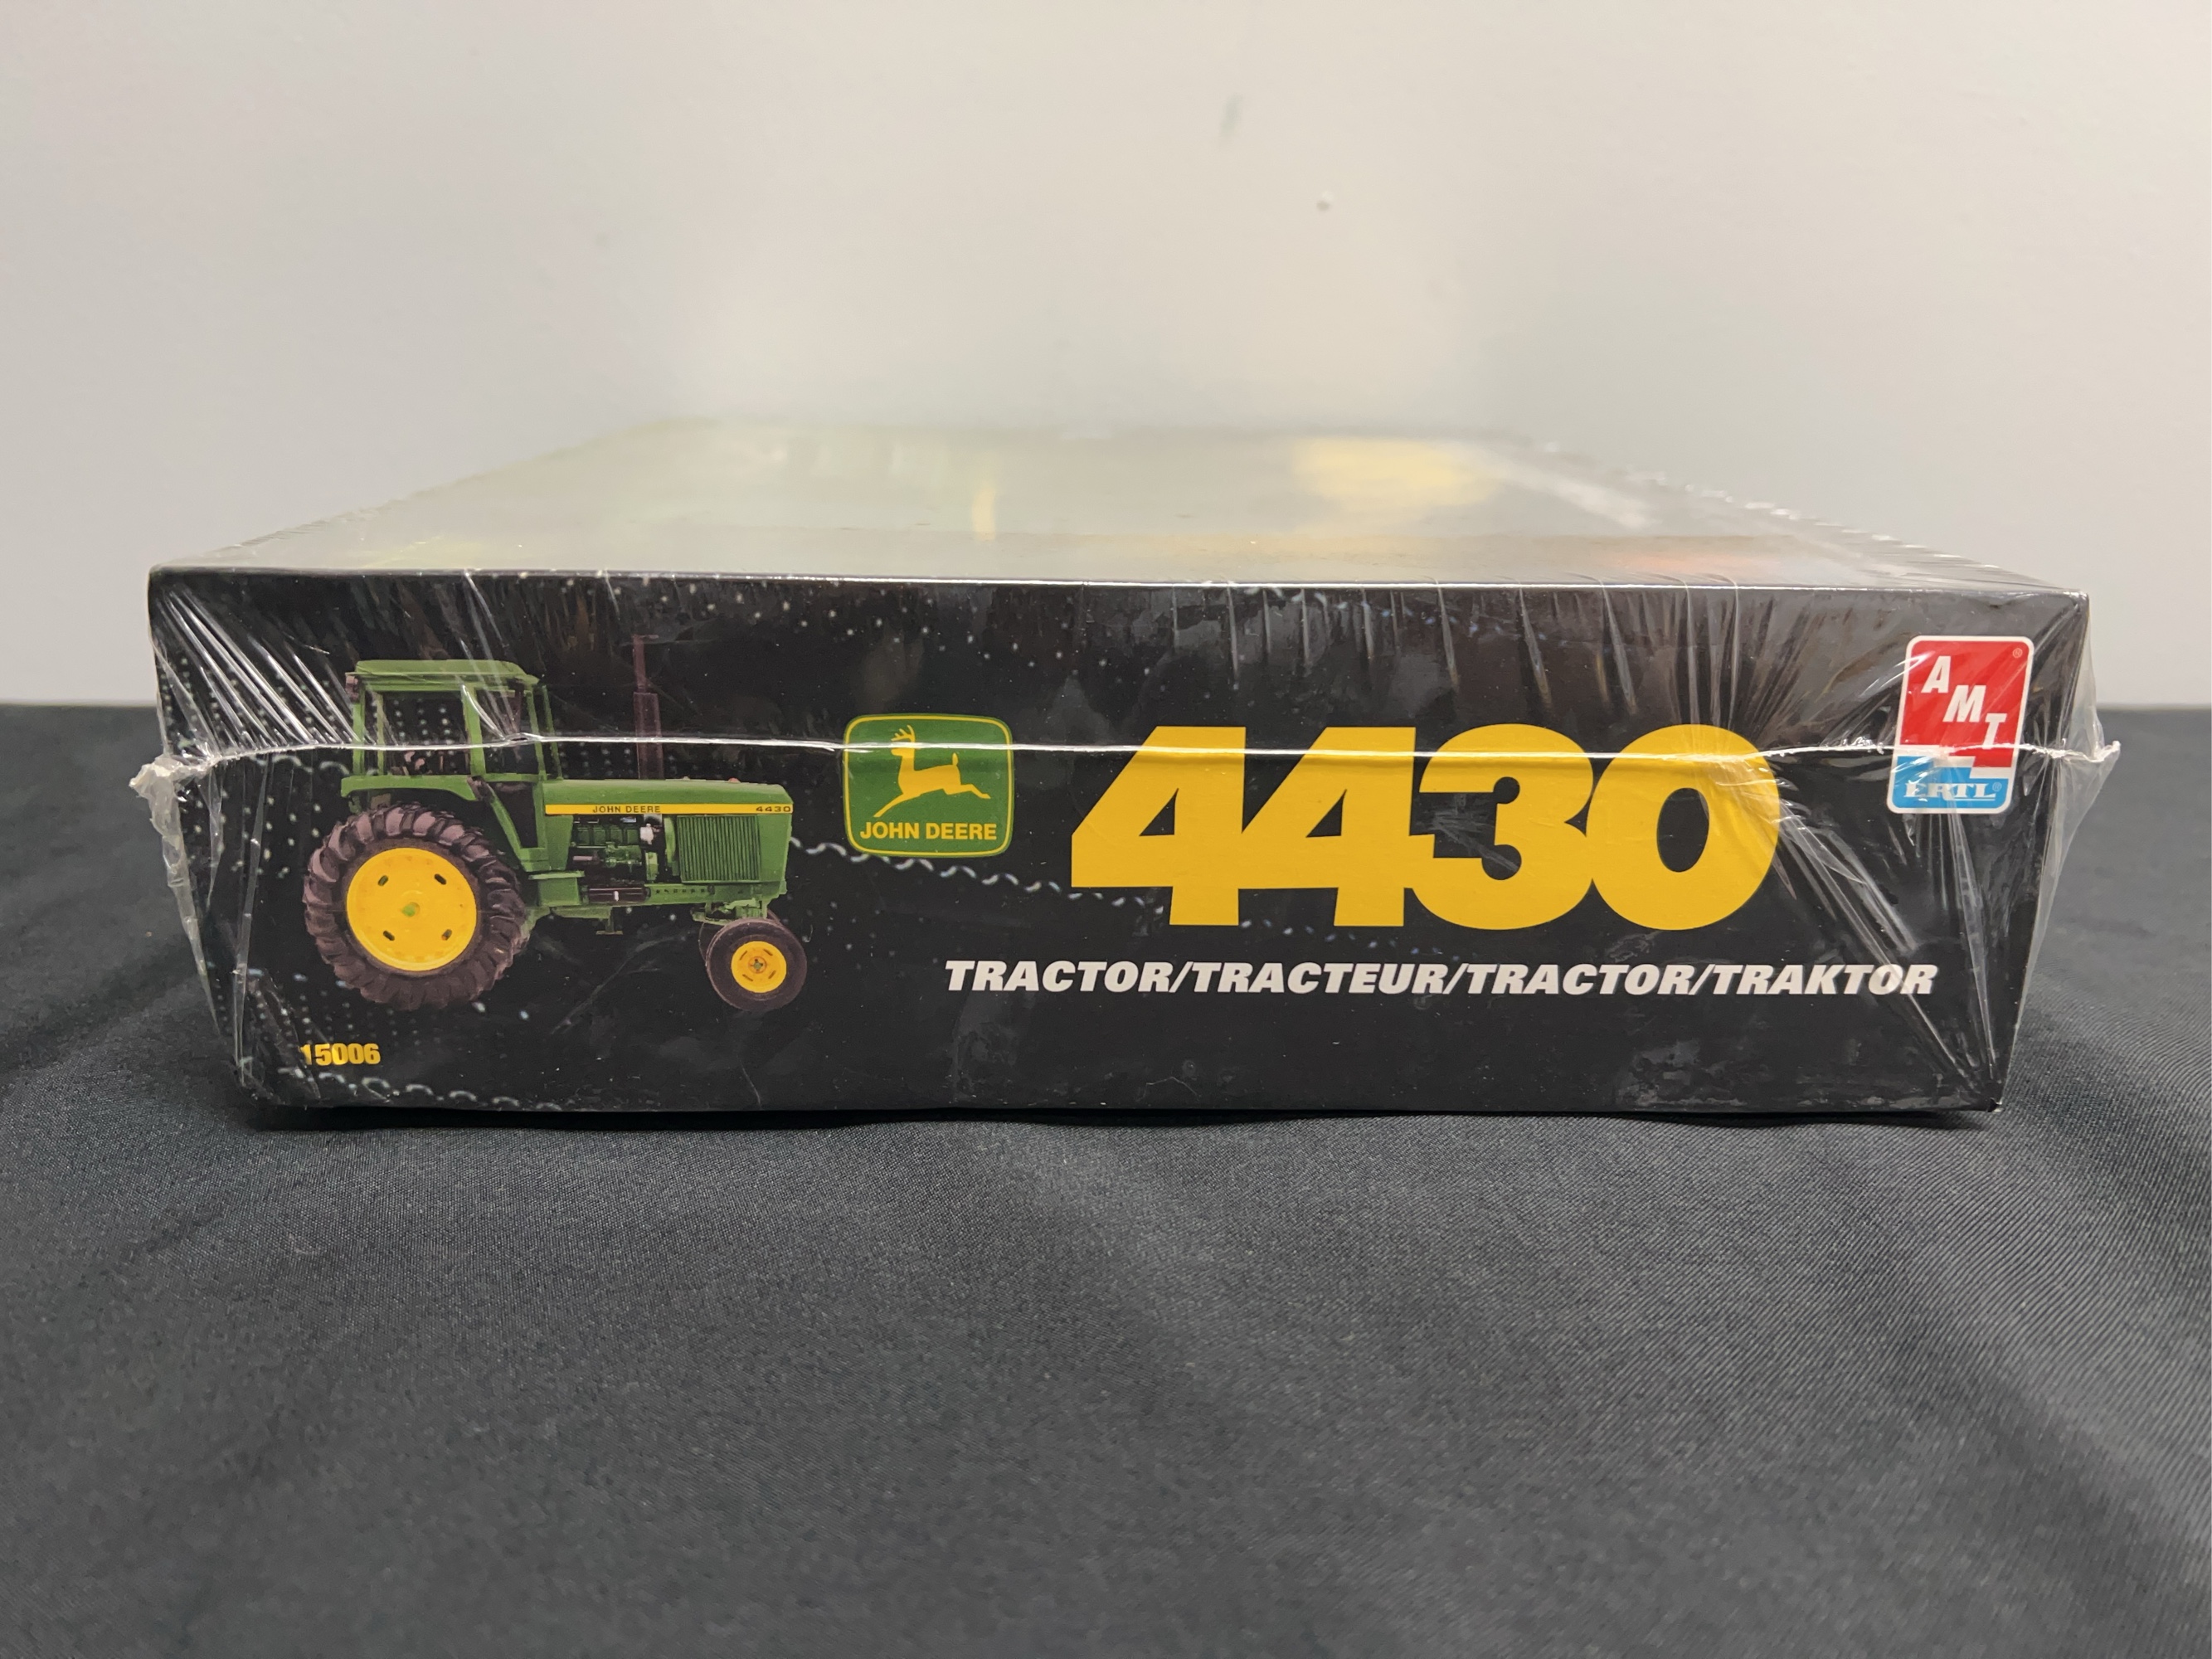 JOHN DEERE 4430
JOHN DEERE
4430
TRACTOR/TRACTEUR/TRACTOR/TRAKTOR
AMT
ERTL
15006